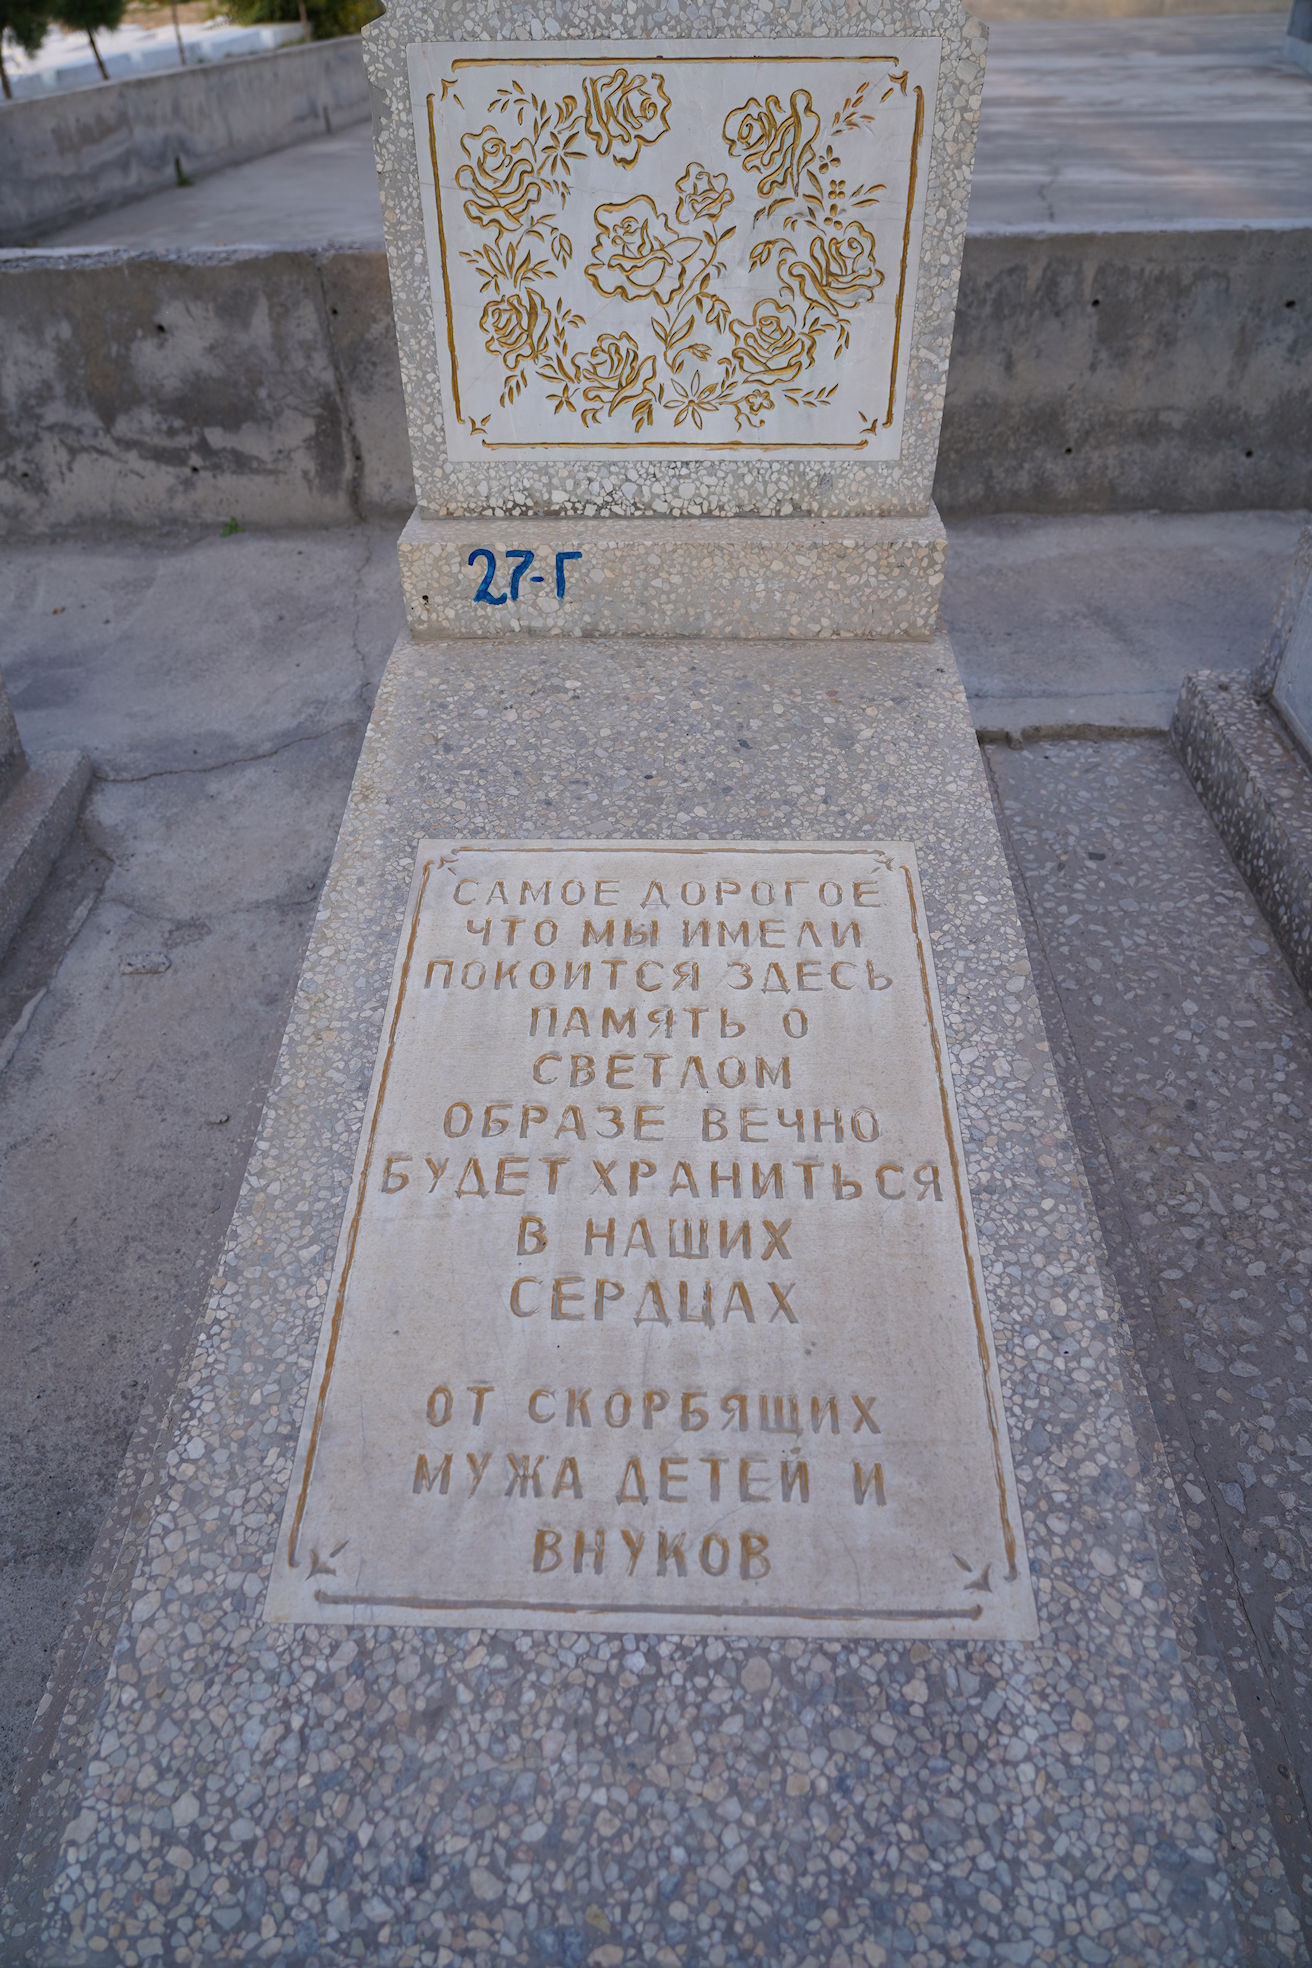 27-Г
САМОЕ ДОРОГОЕ
ЧТО МЫ ИМЕЛИ
ПОКОИТСЯ ЗДЕСЬ
ПАМЯТЬ О
СВЕТЛОМ
ОБРАЗЕ ВЕЧНО
БУДЕТ ХРАНИТЬСЯ
В НАШИХ
СЕРДЦАХ
ОТ СКОРБЯЩИХ
МУЖА ДЕТЕЙ И
ВНУКОВ